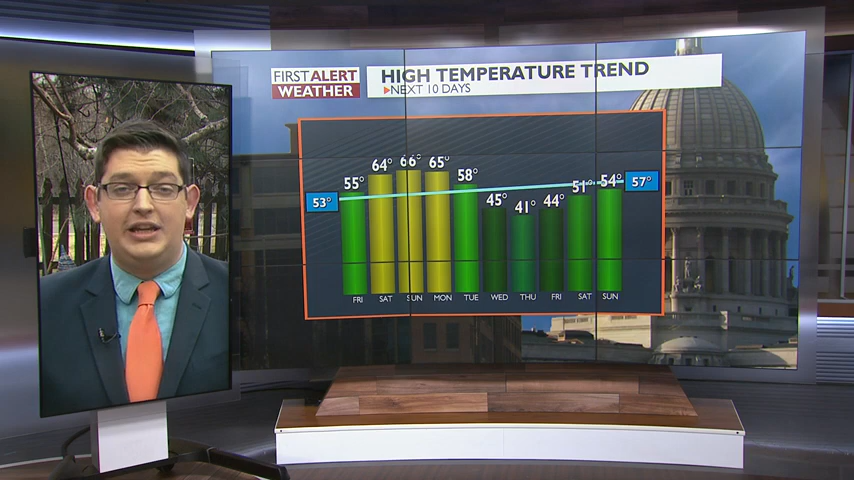 FIRST ALERT
WEATHER
HIGH TEMPERATURE TREND
NEXT 10 DAYS
55° 64° 66° 65° 58° 45° 41° 44° 51° 54°
53° 57°
FRI SAT SUN MON TUE WED THU FRI SAT SUN